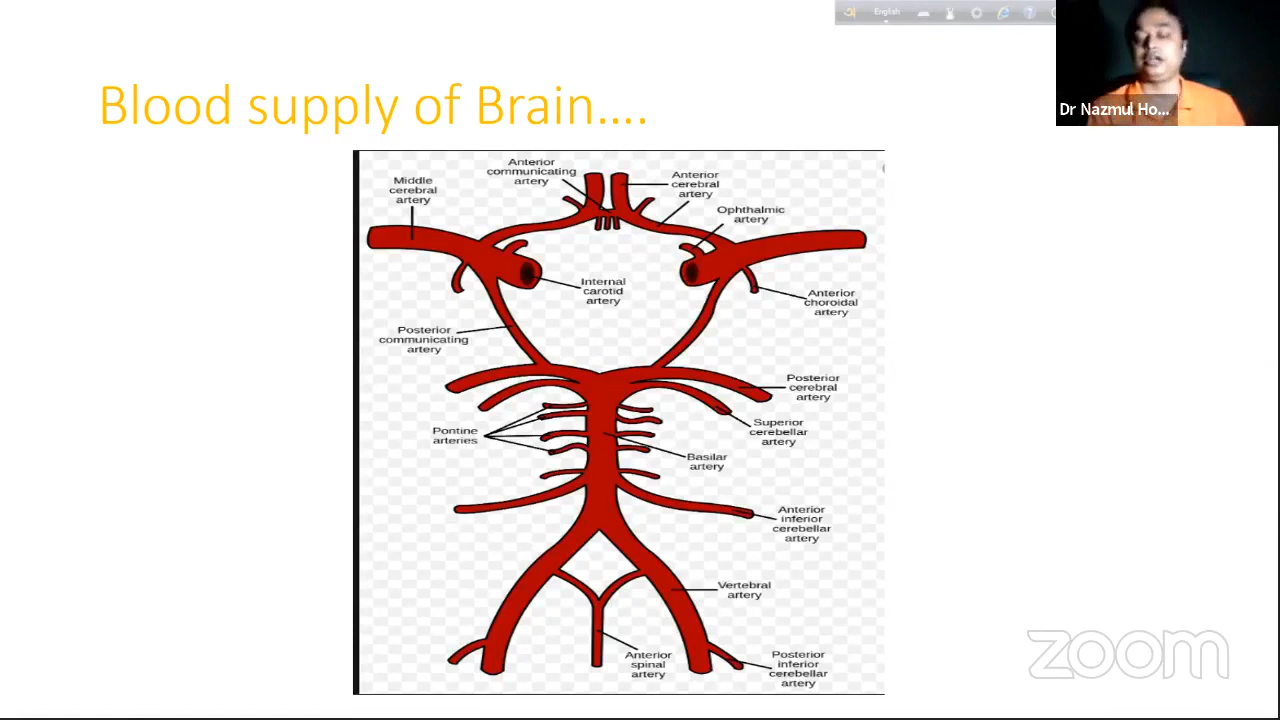 English
Dr Nazmul Ho...
Blood supply of Brain....
Anterior
communicating
artery
Middle
cerebral
artery
Anterior
cerebral
artery
Ophthalmic
artery
Internal
carotid
artery
Anterior
choroidal
artery
Posterior
communicating
artery
Posterior
cerebral
artery
Superior
cerebellar
artery
Pontine
arteries
Basilar
artery
Anterior
inferior
cerebellar
artery
Vertebral
artery
Anterior
spinal
artery
Posterior
inferior
cerebellar
artery
zoom